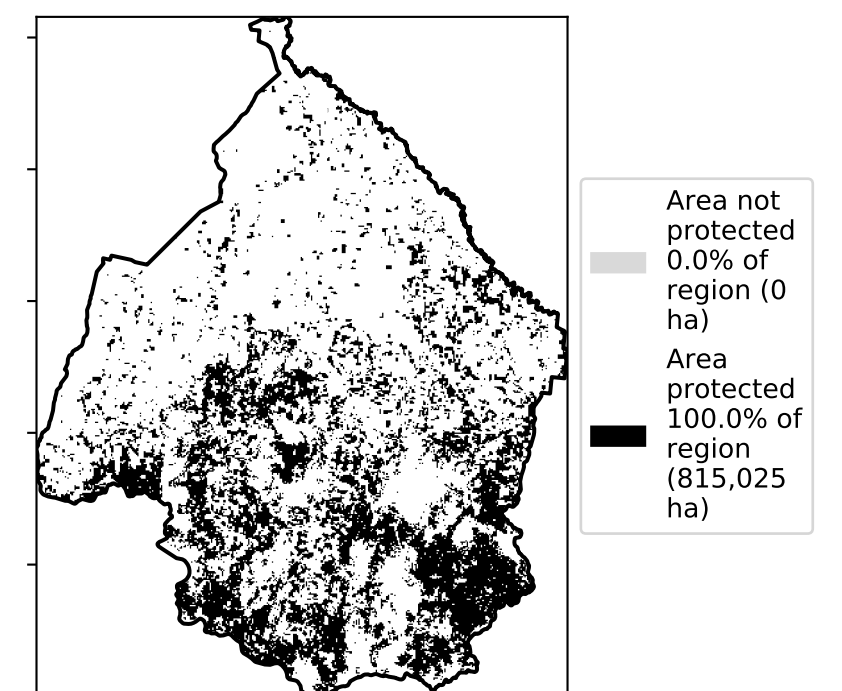 Area not
protected
0.0% of
region (0
ha)
Area
protected
100.0% of
region
(815,025
ha)